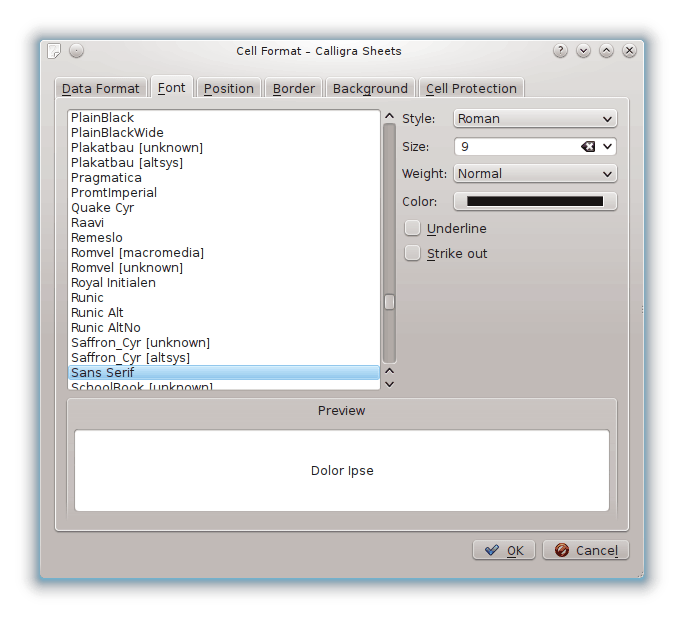 Cell Format – Calligra Sheets
Data Format Font Position Border Background Cell Protection
PlainBlack
PlainBlackWide
Plakatbau [unknown]
Plakatbau [altsys]
Pragmatica
PromtImperial
Quake Cyr
Raavi
Remeslo
Romvel [macromedia]
Romvel [unknown]
Royal Initialen
Runic
Runic Alt
Runic AltNo
Saffron_Cyr [unknown]
Saffron_Cyr [altsys]
Sans Serif
SchoolBook [unknown]
Style: Roman
Size: 9
Weight: Normal
Color:
Underline
Strike out
Preview
Dolor Ipse
OK Cancel